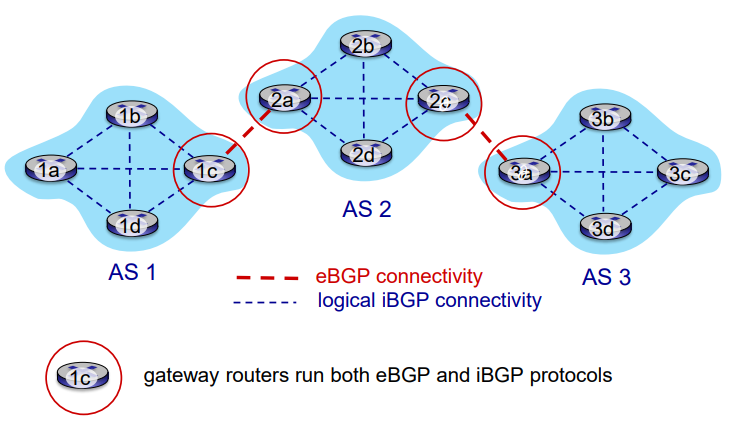 2b
2a
2c
2d
1b
1a
1c
1d
3b
3a
3c
3d
AS 2
AS 1
AS 3
eBGP connectivity
logical iBGP connectivity
1c
gateway routers run both eBGP and iBGP protocols